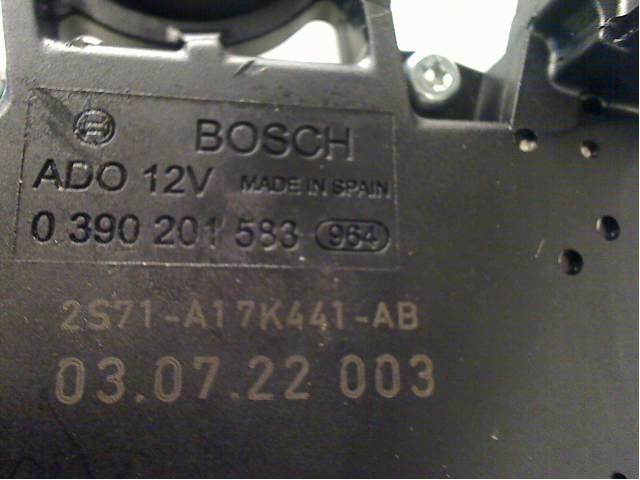 BOSCH
ADO 12V MADE IN SPAIN
0 390 201 583 964
2S71-A17K441-AB
03.07.22 003